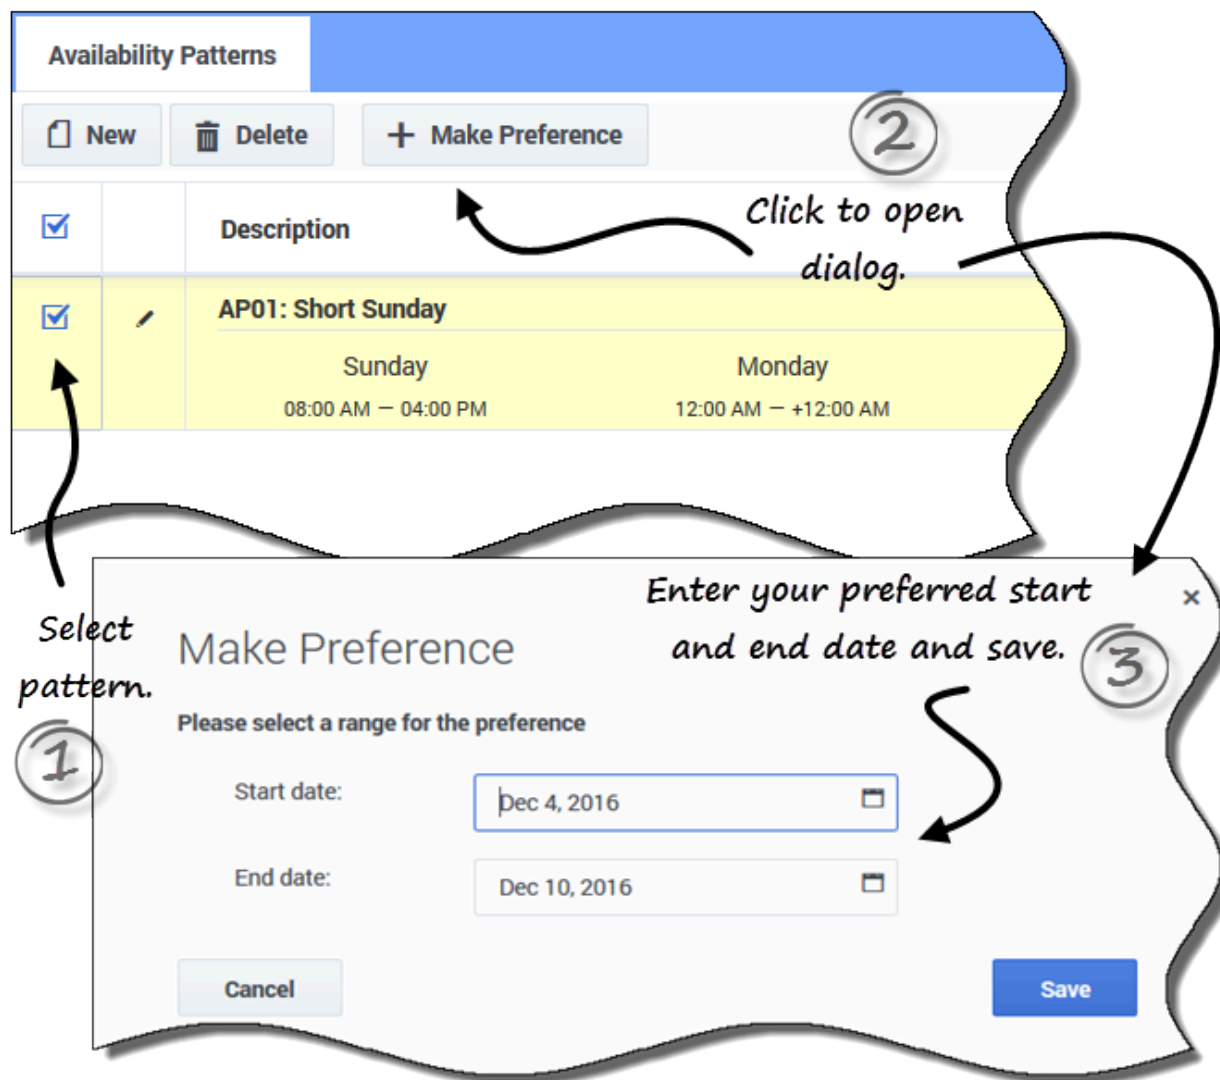 Availability Patterns
New Delete + Make Preference
2
Click to open
dialog.
Description
AP01: Short Sunday
Sunday Monday
08:00 AM — 04:00 PM 12:00 AM — +12:00 AM
Select
pattern.
1
Enter your preferred start
and end date and save.
3
×
Make Preference
Please select a range for the preference
Start date: Dec 4, 2016
End date: Dec 10, 2016
Cancel Save